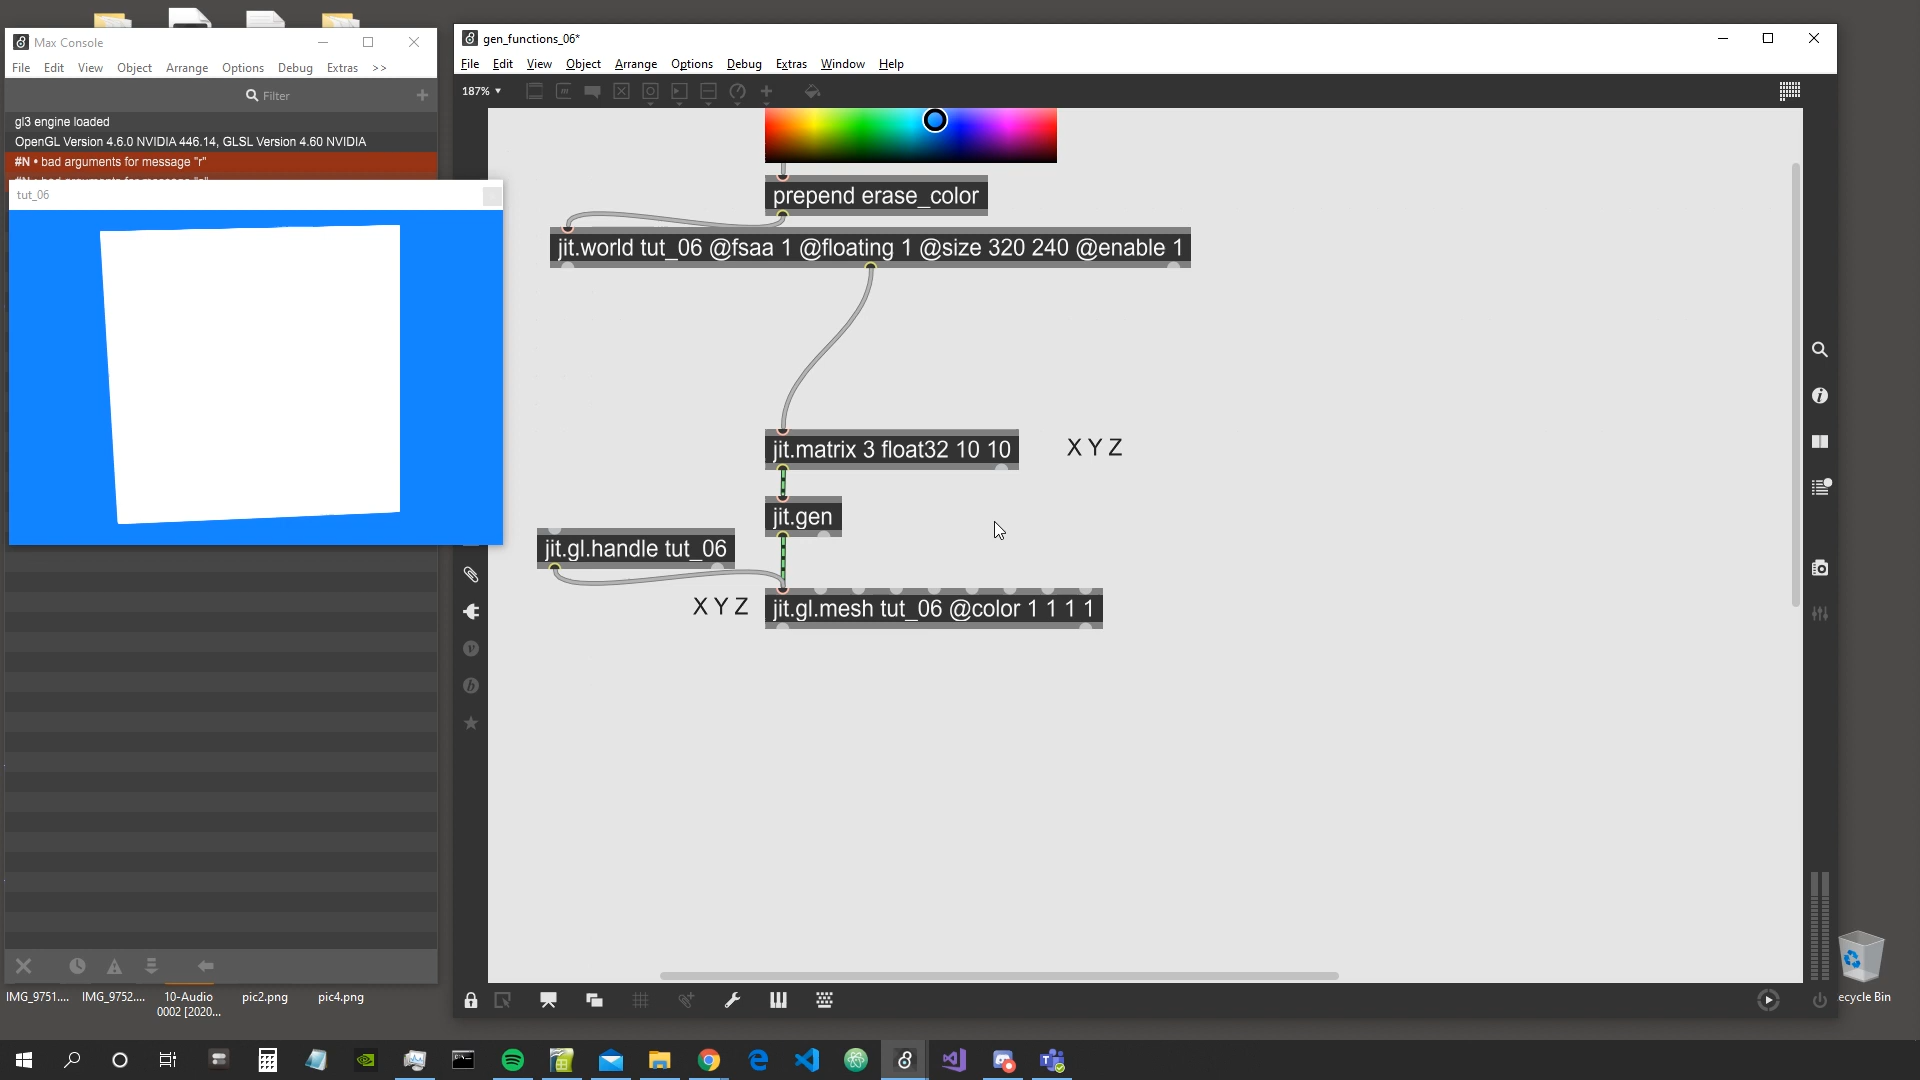 Max Console
File Edit View Object Arrange Options Debug Extras >>
Filter
gl3 engine loaded
OpenGL Version 4.6.0 NVIDIA 446.14, GLSL Version 4.60 NVIDIA
#N • bad arguments for message "r"
tut_06
gen_functions_06*
File Edit View Object Arrange Options Debug Extras Window Help
187%
prepend erase_color
jit.world tut_06 @fsaa 1 @floating 1 @size 320 240 @enable 1
jit.matrix 3 float32 10 10
X Y Z
jit.gen
jit.gl.handle tut_06
X Y Z
jit.gl.mesh tut_06 @color 1 1 1 1
IMG_9751....
IMG_9752....
10-Audio
0002 [2020...
pic2.png
pic4.png
ecycle Bin